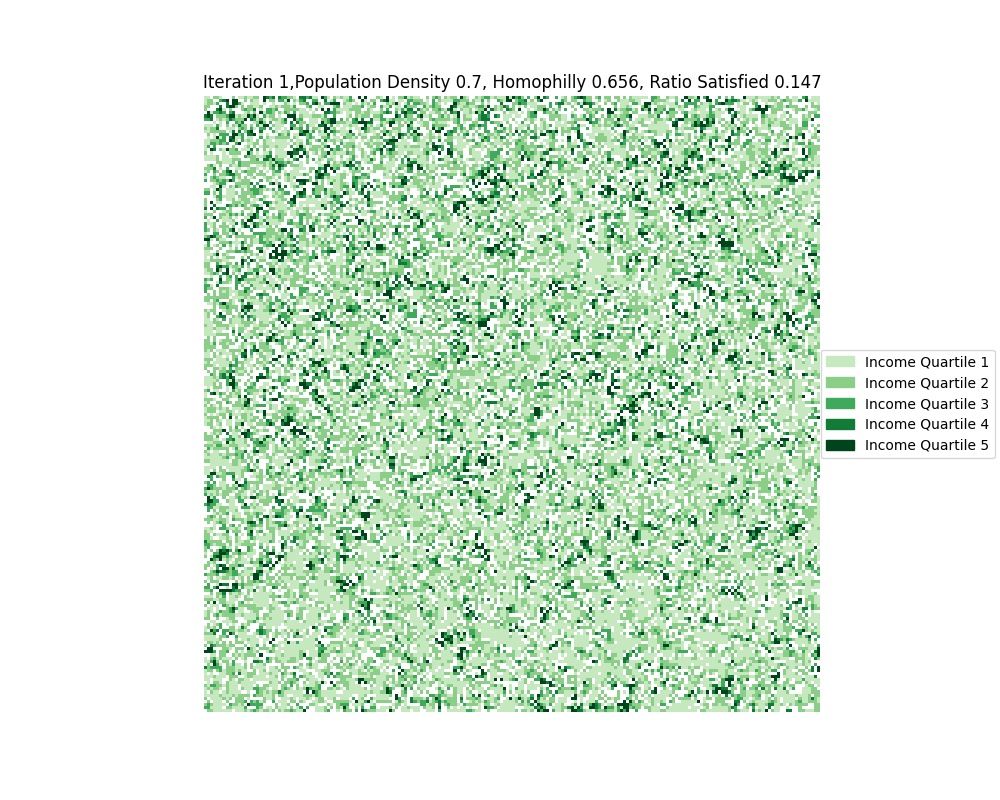 Iteration 1,Population Density 0.7, Homophilly 0.656, Ratio Satisfied 0.147
Income Quartile 1
Income Quartile 2
Income Quartile 3
Income Quartile 4
Income Quartile 5